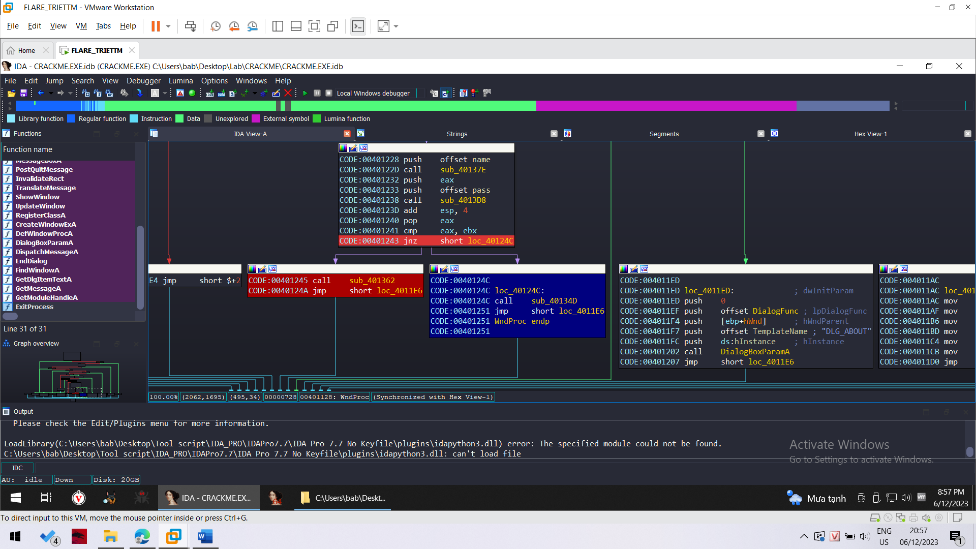 FLARE_TRIETTM - VMware Workstation
File Edit View VM Tabs Help
Home FLARE_TRIETTM
IDA - CRACKME.EXE.idb (CRACKME.EXE) C:\Users\bab\Desktop\Lab\CRACKME\CRACKME.EXE.idb
File Edit Jump Search View Debugger Lumina Options Windows Help
Local Windows debugger
Library function Regular function Instruction Data Unexplored External symbol Lumina function
Functions IDA View-A Strings Segments Hex View-1
Function name
MessageBoxA
PostQuitMessage
InvalidateRect
TranslateMessage
ShowWindow
UpdateWindow
RegisterClassA
CreateWindowExA
DefWindowProcA
DialogBoxParamA
DispatchMessageA
EndDialog
FindWindowA
GetDlgItemTextA
GetMessageA
GetModuleHandleA
ExitProcess
Line 31 of 31
Graph overview
CODE:00401228 push offset name
CODE:0040122D call sub_40137E
CODE:00401232 push eax
CODE:00401233 push offset pass
CODE:00401238 call sub_4013D8
CODE:0040123D add esp, 4
CODE:00401240 pop eax
CODE:00401241 cmp eax, ebx
CODE:00401243 jnz short loc_40124C
E4 jmp short $+2
CODE:00401245 call sub_401362
CODE:0040124A jmp short loc_4011E6
CODE:0040124C
CODE:0040124C loc_40124C:
CODE:0040124C call sub_40134D
CODE:00401251 jmp short loc_4011E6
CODE:00401251 WndProc endp
CODE:00401251
CODE:004011ED
CODE:004011ED loc_4011ED: ; dwInitParam
CODE:004011ED push 0
CODE:004011EF push offset DialogFunc ; lpDialogFunc
CODE:004011F4 push [ebp+hWnd] ; hWndParent
CODE:004011F7 push offset TemplateName ; "DLG_ABOUT"
CODE:004011FC push ds:hInstance ; hInstance
CODE:00401202 call DialogBoxParamA
CODE:00401207 jmp short loc_4011E6
CODE:004011AC
CODE:004011AC loc_4011
CODE:004011AC mov
CODE:004011AF mov
CODE:004011B6 mov
CODE:004011BD mov
CODE:004011C4 mov
CODE:004011CB mov
CODE:004011D0 jmp
100.00% (2062,1695) (495,34) 00000728 00401128: WndProc (Synchronized with Hex View-1)
Output
Please check the Edit/Plugins menu for more information.
LoadLibrary(C:\Users\bab\Desktop\Tool script\IDA_PRO\IDAPro7.7\IDA Pro 7.7 No Keyfile\plugins\idapython3.dll) error: The specified module could not be found.
C:\Users\bab\Desktop\Tool script\IDA_PRO\IDAPro7.7\IDA Pro 7.7 No Keyfile\plugins\idapython3.dll: can't load file
Activate Windows
Go to Settings to activate Windows.
IDC
AU: idle Down Disk: 20GB
IDA - CRACKME.EX... C:\Users\bab\Deskt... Mưa tạnh 8:57 PM
6/12/2023
To direct input to this VM, move the mouse pointer inside or press Ctrl+G.
4 ENG US 20:57 06/12/2023 1